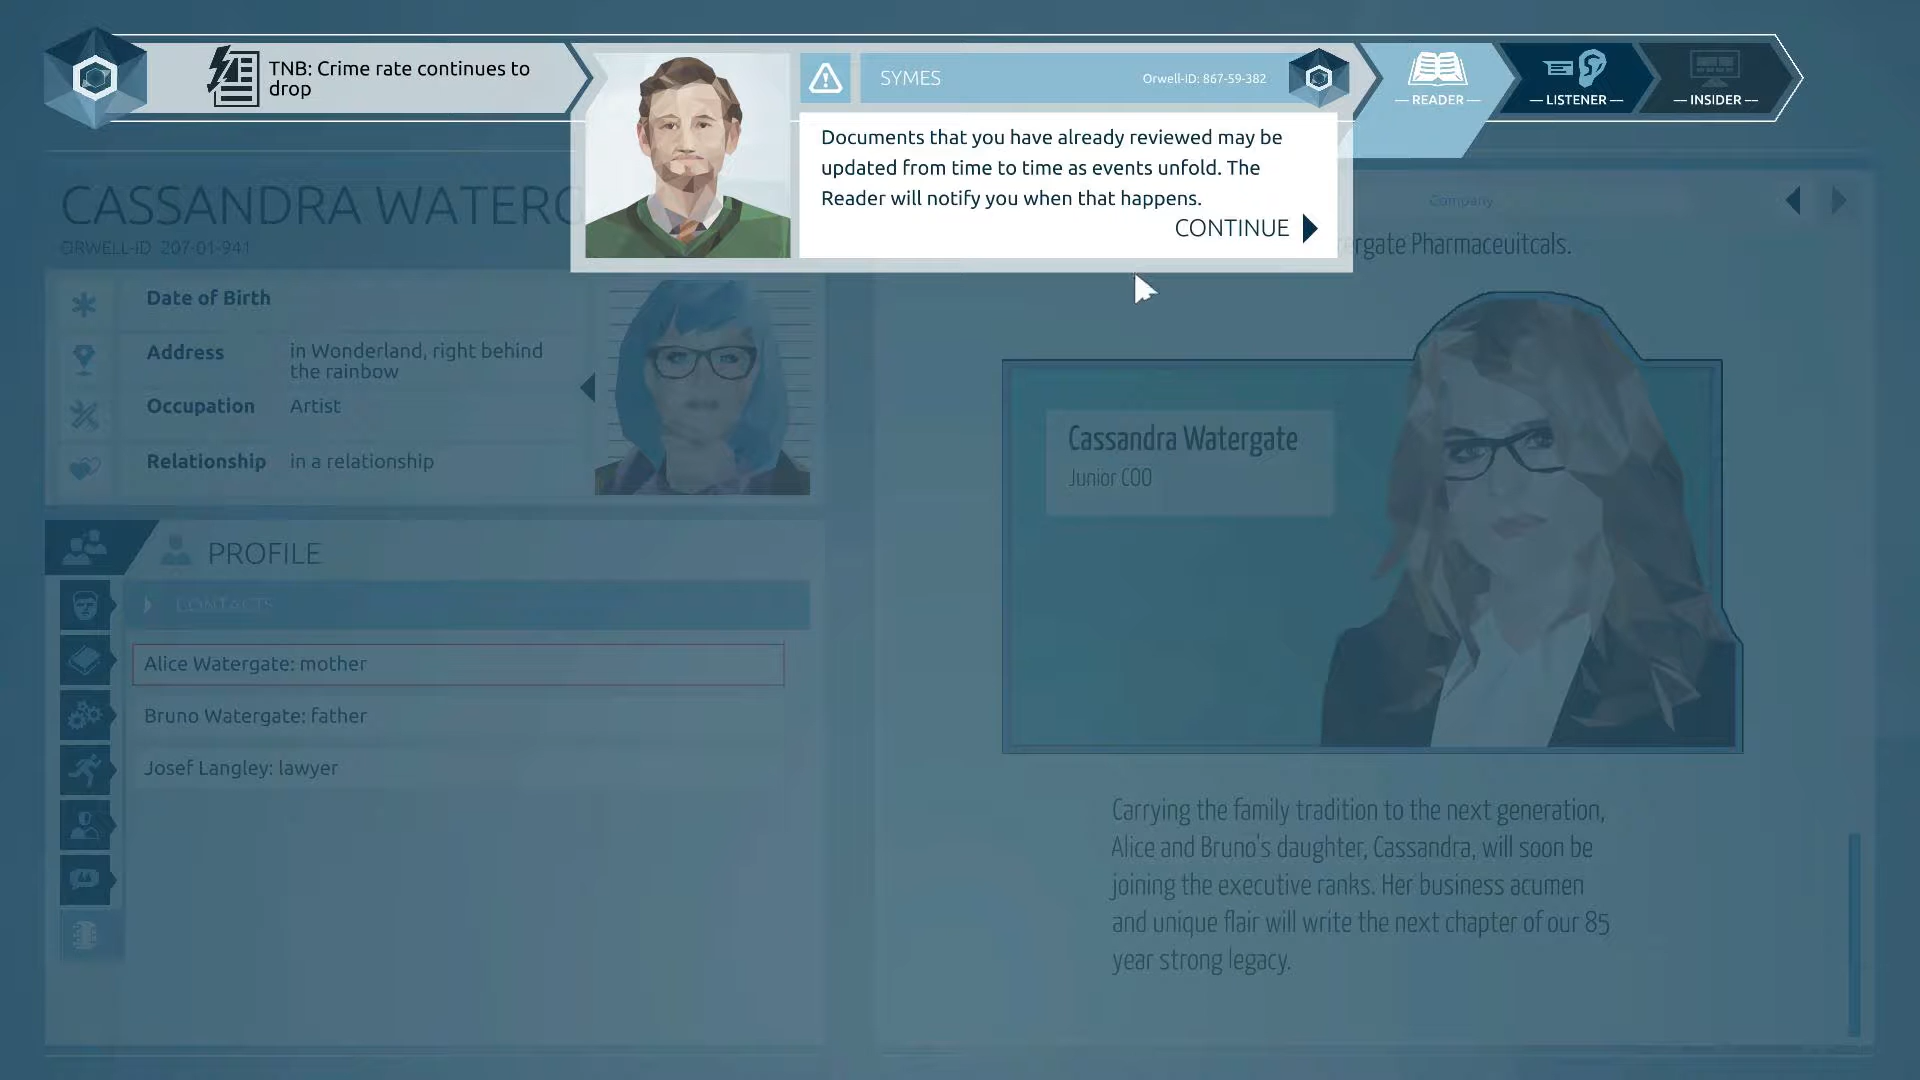 TNB: Crime rate continues to
drop
SYMES
Orwell-ID: 867-59-382
Documents that you have already reviewed may be
updated from time to time as events unfold. The
Reader will notify you when that happens.
CONTINUE
READER
LISTENER
INSIDER
CASSANDRA WATERG
ORWELL-ID 207-01-941
Date of Birth
Address in Wonderland, right behind
the rainbow
Occupation Artist
Relationship in a relationship
PROFILE
CONTACTS
Alice Watergate: mother
Bruno Watergate: father
Josef Langley: lawyer
Company
ergate Pharmaceuitcals.
Cassandra Watergate
Junior COO
Carrying the family tradition to the next generation,
Alice and Bruno's daughter, Cassandra, will soon be
joining the executive ranks. Her business acumen
and unique flair will write the next chapter of our 85
year strong legacy.